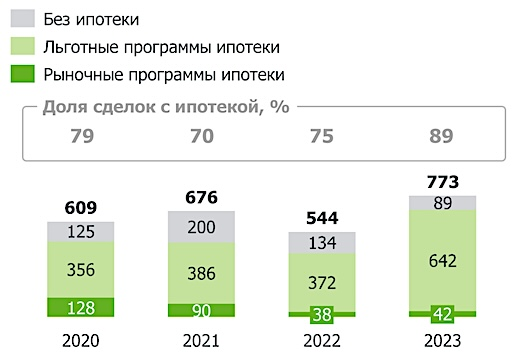 Без ипотеки
Льготные программы ипотеки
Рыночные программы ипотеки
Доля сделок с ипотекой, %
79 70 75 89
609 676 544 773
125 200 134 89
356 386 372 642
128 90 38 42
2020 2021 2022 2023